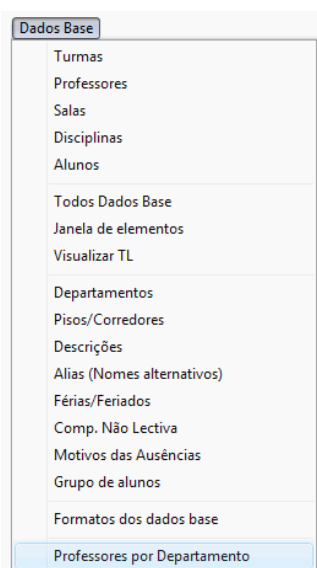 Dados Base
Turmas
Professores
Salas
Disciplinas
Alunos
Todos Dados Base
Janela de elementos
Visualizar TL
Departamentos
Pisos/Corredores
Descrições
Alias (Nomes alternativos)
Férias/Feriados
Comp. Não Lectiva
Motivos das Ausências
Grupo de alunos
Formatos dos dados base
Professores por Departamento